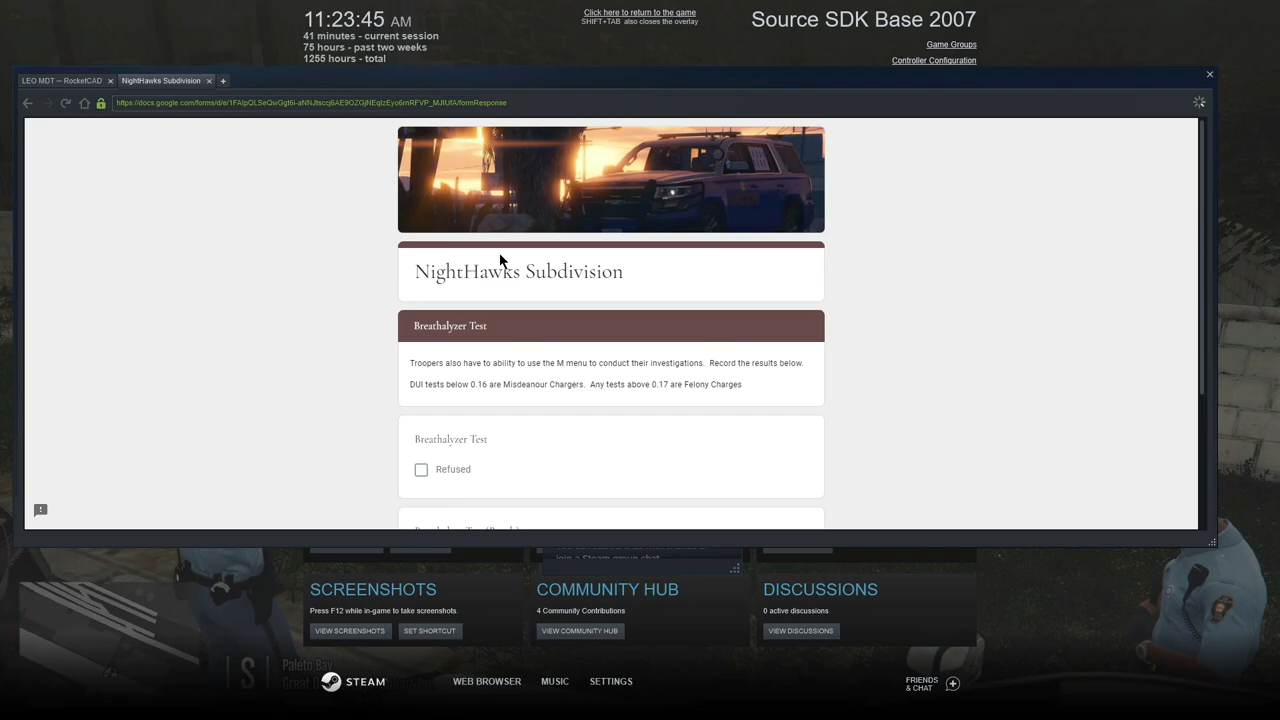 11:23:45 AM
41 minutes - current session
75 hours - past two weeks
1255 hours - total
Click here to return to the game
SHIFT+TAB also closes the overlay
Source SDK Base 2007
Game Groups
Controller Configuration
LEO MDT -- RocketCAD
NightHawks Subdivision
NightHawks Subdivision
Breathalyzer Test
Troopers also have to ability to use the M menu to conduct their investigations. Record the results below.
DUI tests below 0.16 are Misdeanour Chargers. Any tests above 0.17 are Felony Charges
Breathalyzer Test
Refused
join a Steam group chat.
SCREENSHOTS
Press F12 while in-game to take screenshots.
VIEW SCREENSHOTS
SET SHORTCUT
COMMUNITY HUB
4 Community Contributions
VIEW COMMUNITY HUB
DISCUSSIONS
0 active discussions
VIEW DISCUSSIONS
S
Paleto Bay
STEAM
WEB BROWSER
MUSIC
SETTINGS
FRIENDS
& CHAT